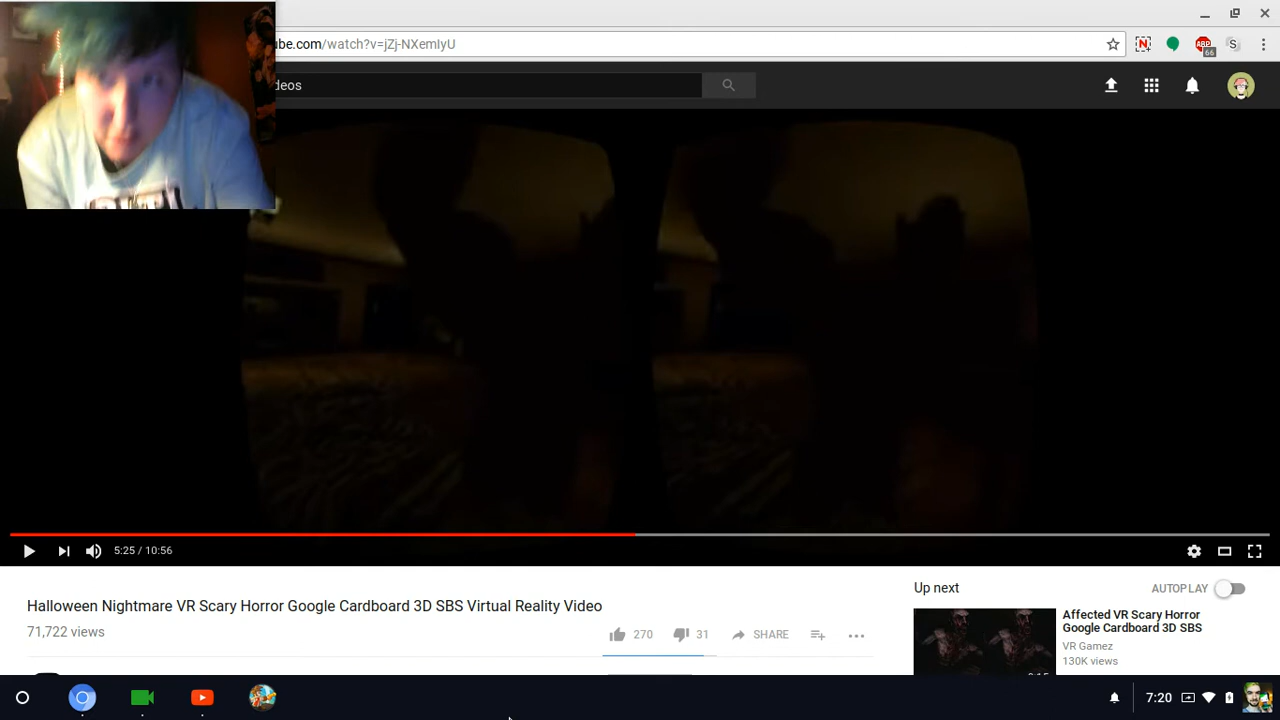 be.com/watch?v=jZj-NXemIyU
ABP
66
S
deos
5:25 / 10:56
Halloween Nightmare VR Scary Horror Google Cardboard 3D SBS Virtual Reality Video
71,722 views
270
31
SHARE
Up next
AUTOPLAY
Affected VR Scary Horror
Google Cardboard 3D SBS
VR Gamez
130K views
7:20